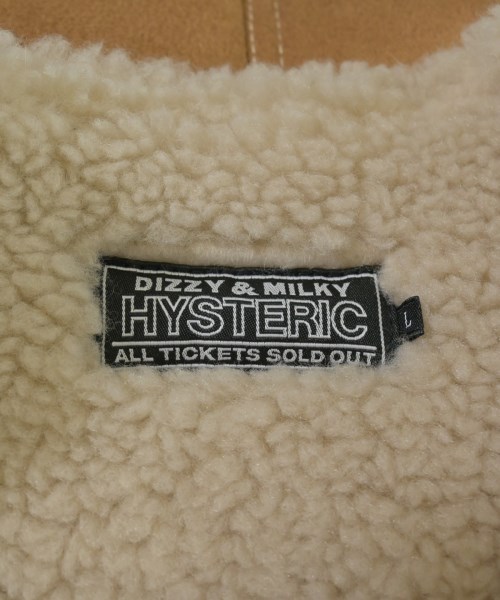 DIZZY & MILKY
HYSTERIC
ALL TICKETS SOLD OUT
L